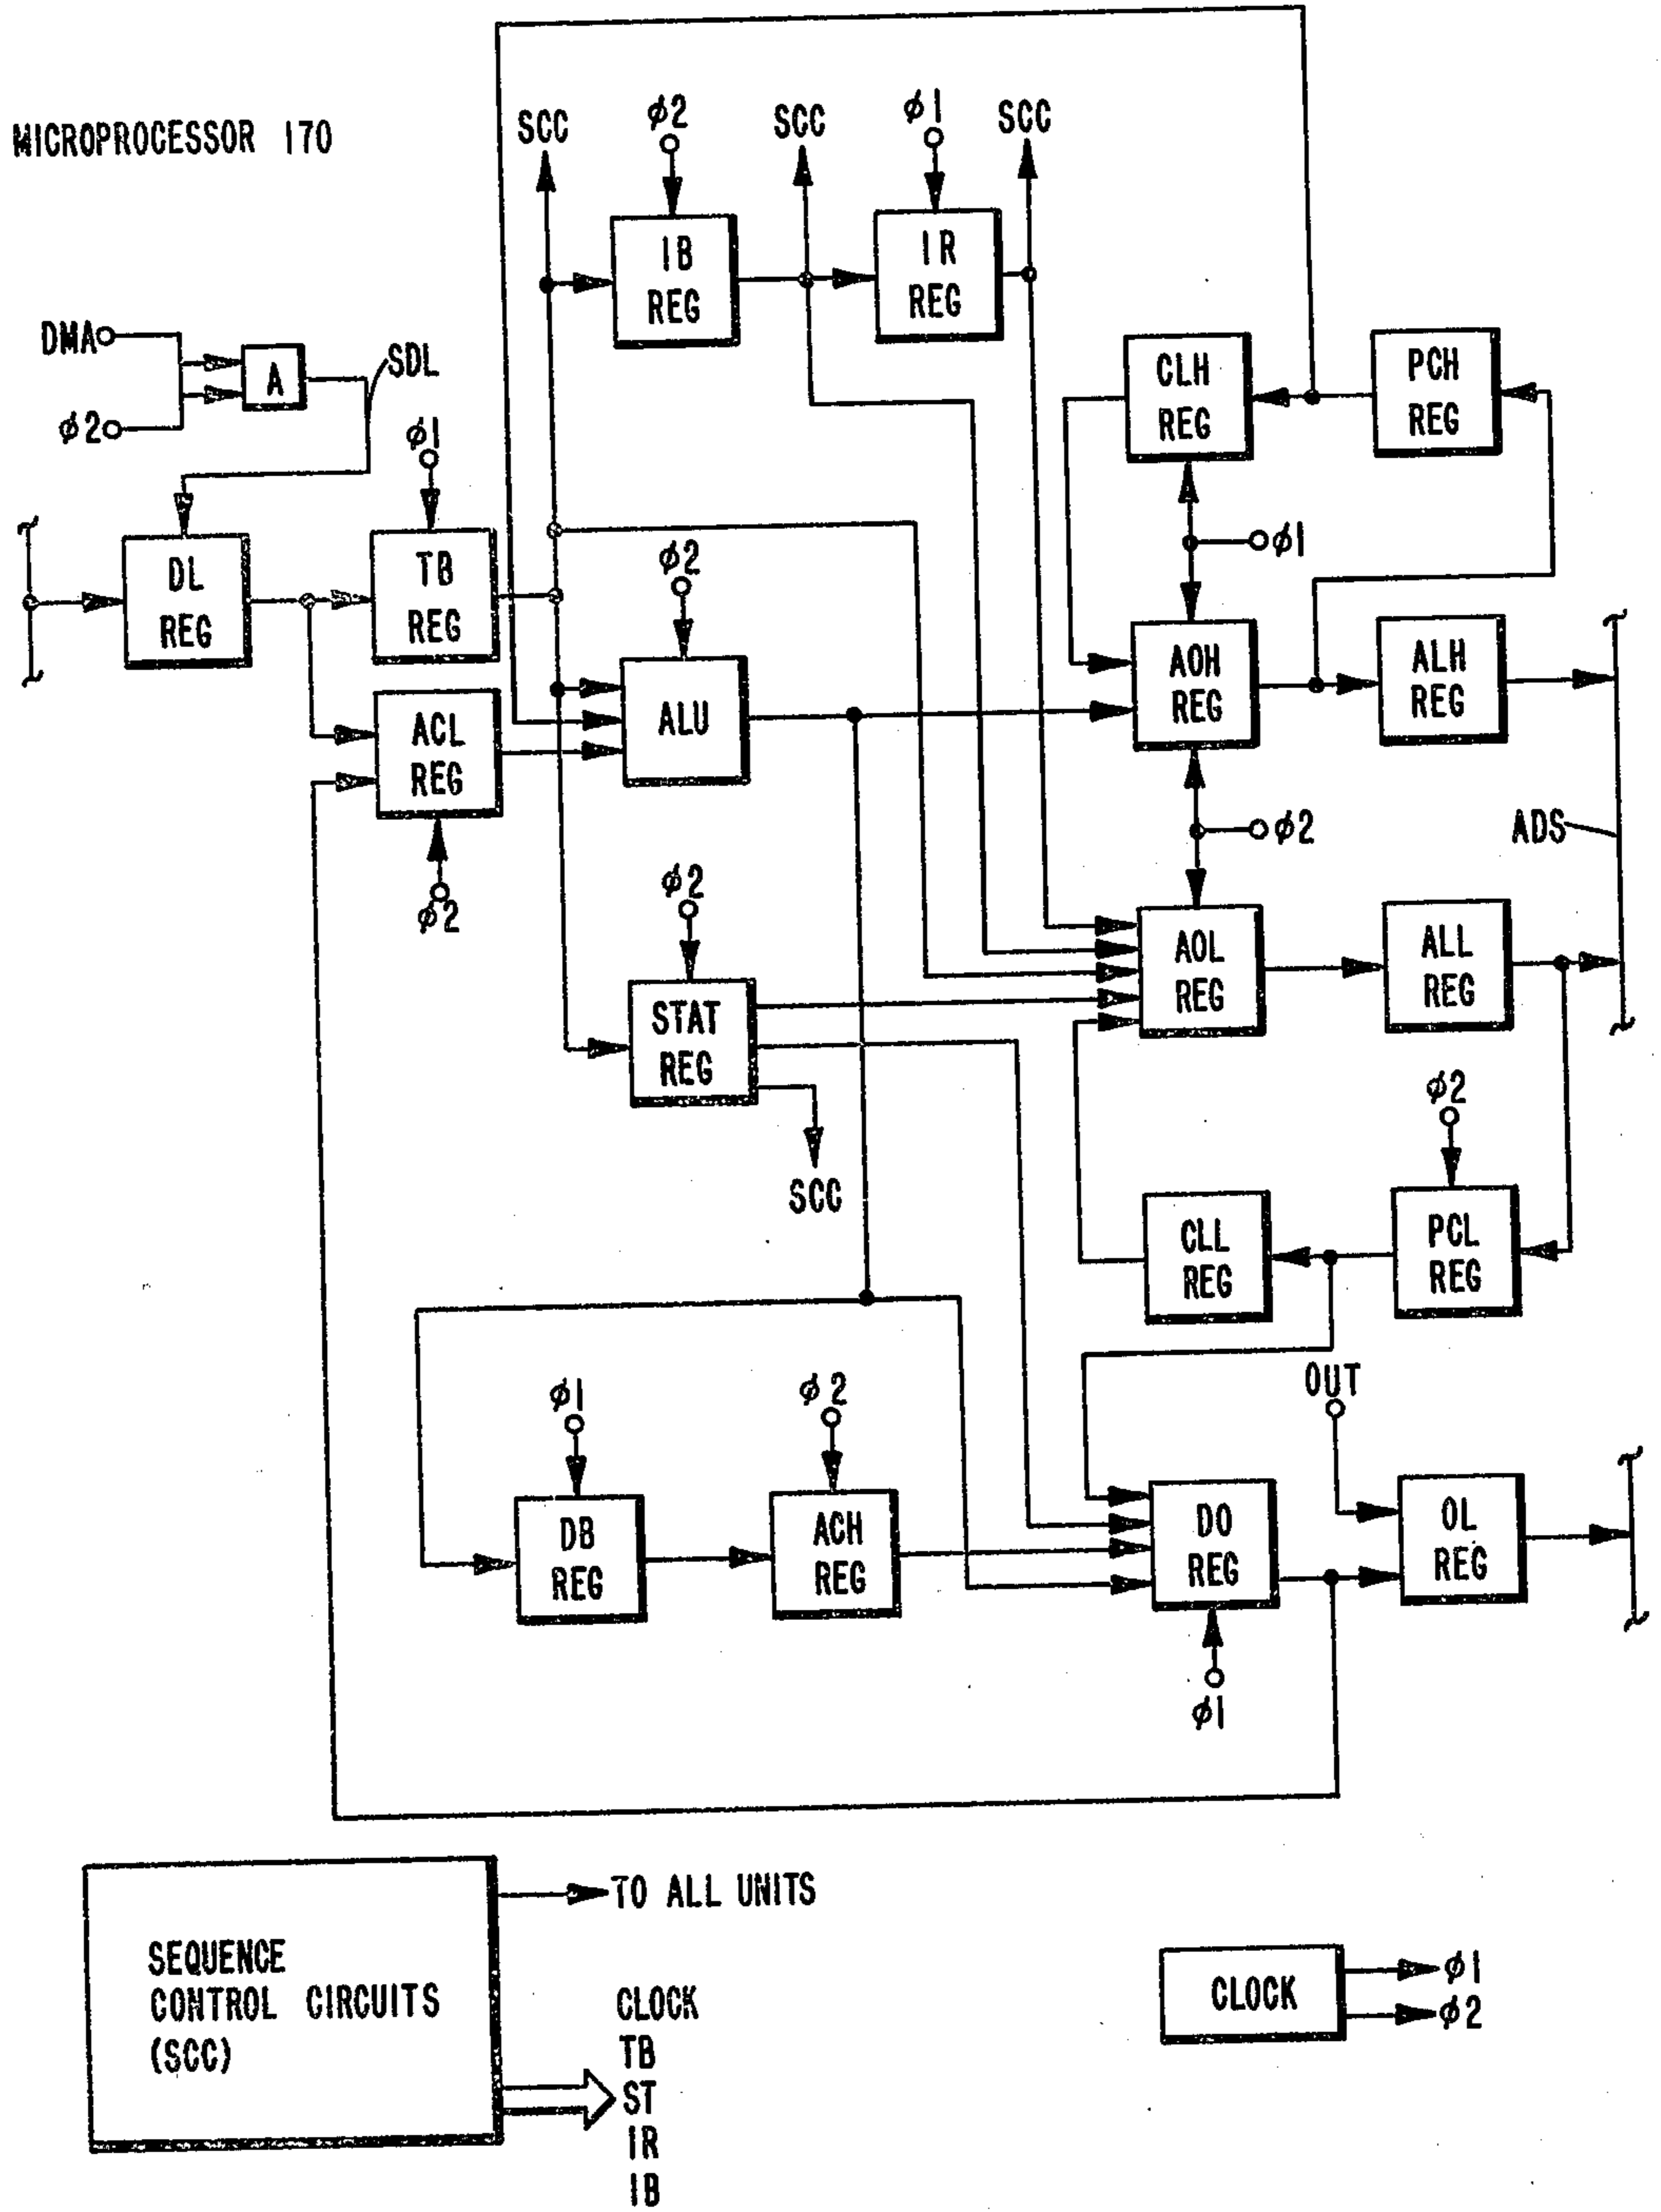 MICROPROCESSOR 170
SCC
φ2
SCC
φ1
SCC
IB
REG
IR
REG
DMA
A
SDL
φ2
CLH
REG
PCH
REG
φ1
DL
REG
TB
REG
φ2
φ1
ACL
REG
ALU
AOH
REG
ALH
REG
φ2
ADS
φ2
φ2
STAT
REG
AOL
REG
ALL
REG
SCC
φ2
CLL
REG
PCL
REG
φ1
φ2
OUT
DB
REG
ACH
REG
DO
REG
OL
REG
φ1
SEQUENCE
CONTROL CIRCUITS
(SCC)
TO ALL UNITS
CLOCK
TB
ST
IR
IB
CLOCK
φ1
φ2